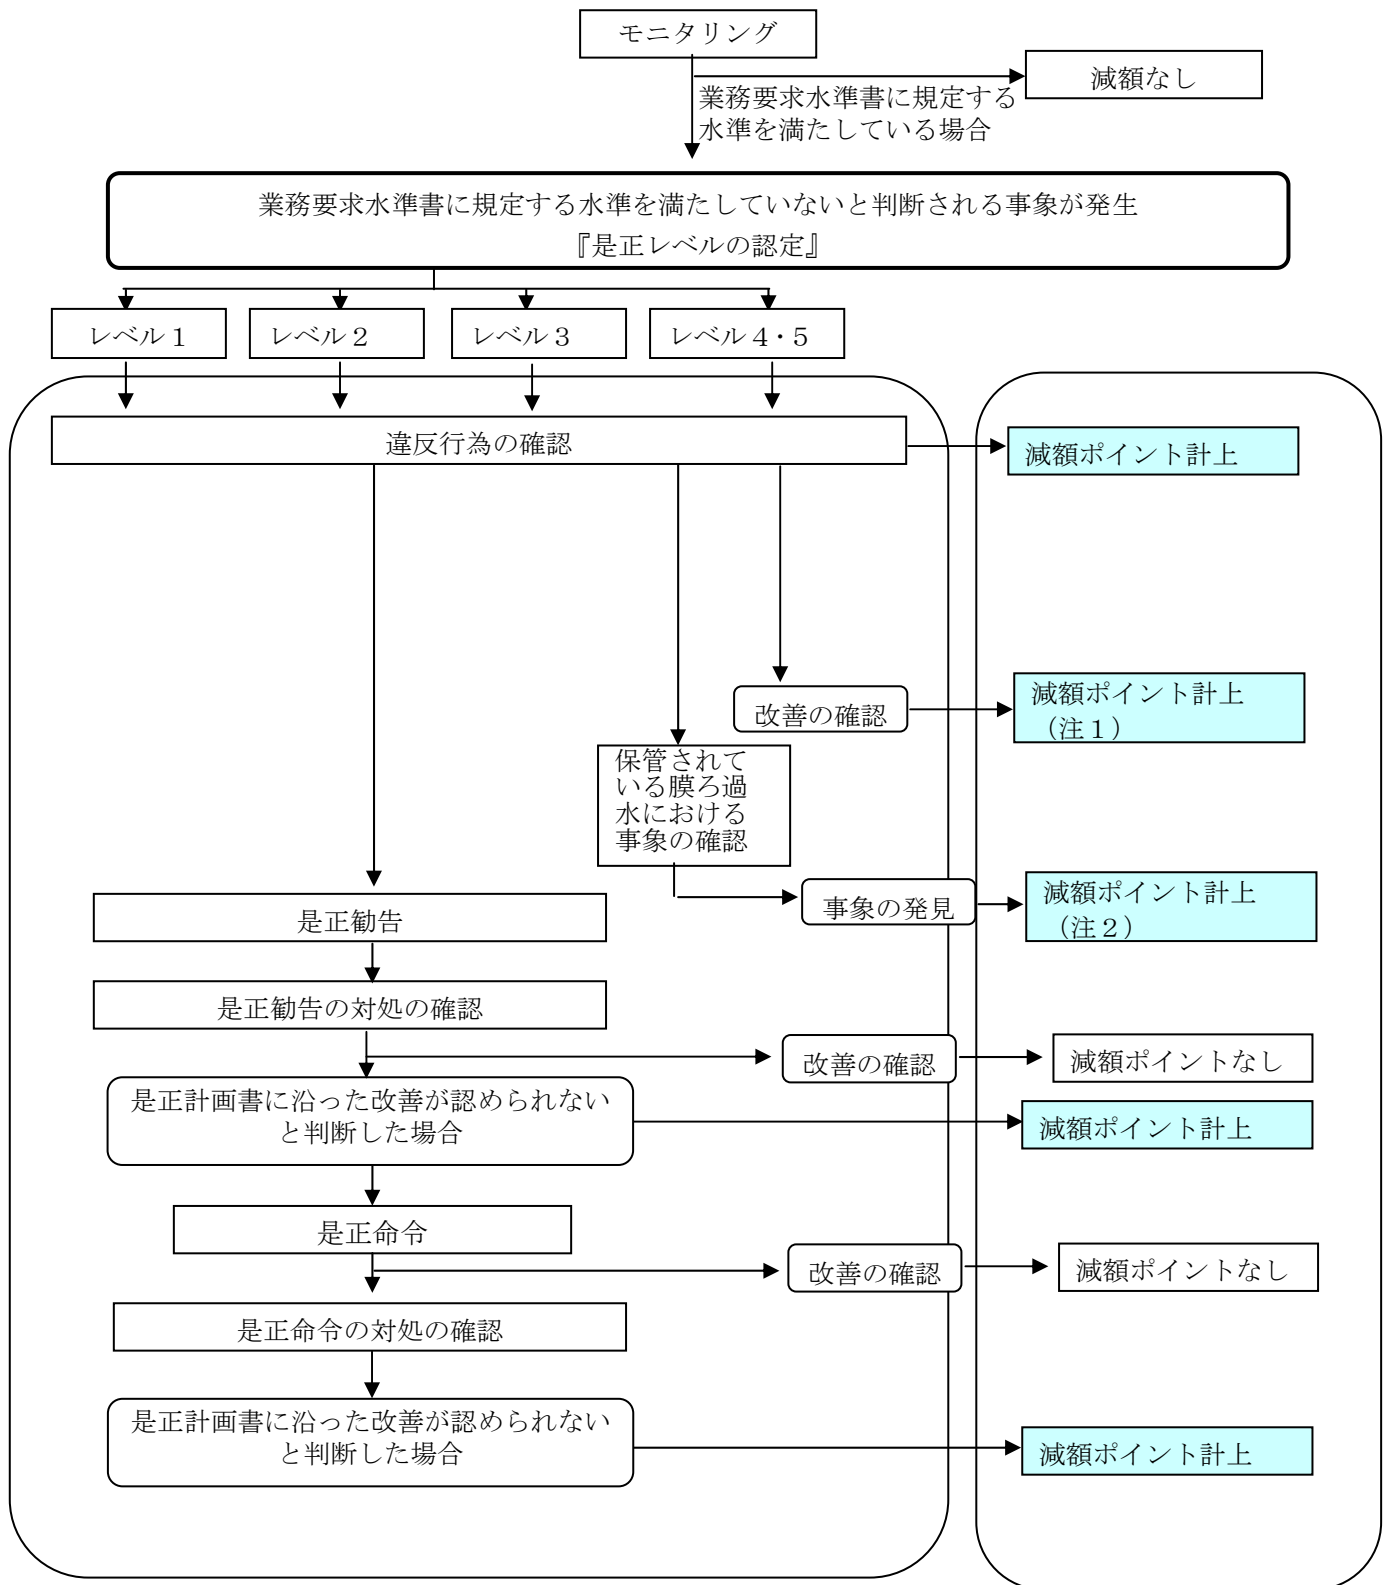 モニタリング
減額なし
業務要求水準書に規定する
水準を満たしている場合
業務要求水準書に規定する水準を満たしていないと判断される事象が発生
『是正レベルの認定』
レベル１
レベル２
レベル３
レベル４・５
違反行為の確認
減額ポイント計上
改善の確認
減額ポイント計上
（注１）
保管されて
いる膜ろ過
水における
事象の確認
事象の発見
減額ポイント計上
（注２）
是正勧告
是正勧告の対処の確認
改善の確認
減額ポイントなし
是正計画書に沿った改善が認められない
と判断した場合
減額ポイント計上
是正命令
改善の確認
減額ポイントなし
是正命令の対処の確認
是正計画書に沿った改善が認められない
と判断した場合
減額ポイント計上